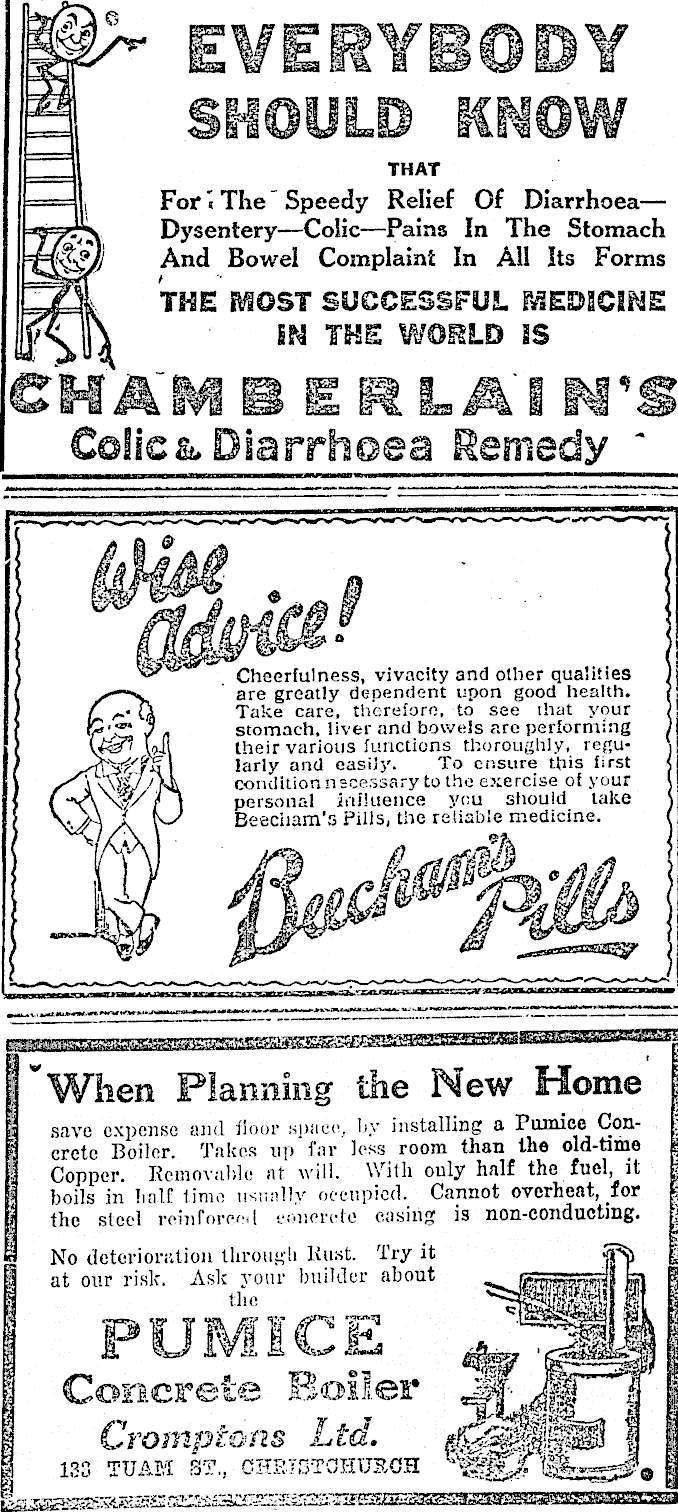 EVERYBODY
SHOULD KNOW
THAT
For The Speedy Relief Of Diarrhoea—
Dysentery—Colic—Pains In The Stomach
And Bowel Complaint In All Its Forms
THE MOST SUCCESSFUL MEDICINE
IN THE WORLD IS
CHAMBERLAIN'S
Colic & Diarrhoea Remedy
Wise
Advice!
Cheerfulness, vivacity and other qualities
are greatly dependent upon good health.
Take care, therefore, to see that your
stomach, liver and bowels are performing
their various functions thoroughly, regu-
larly and easily. To ensure this first
condition necessary to the exercise of your
personal influence you should take
Beecham's Pills, the reliable medicine.
Beecham's
Pills
When Planning the New Home
save expense and floor space, by installing a Pumice Con-
crete Boiler. Takes up far less room than the old-time
Copper. Removable at will. With only half the fuel, it
boils in half time usually occupied. Cannot overheat, for
the steel reinforced concrete casing is non-conducting.
No deterioration through Rust. Try it
at our risk. Ask your builder about
the
PUMICE
Concrete Boiler
Cromptons Ltd.
133 TUAM ST., CHRISTCHURCH